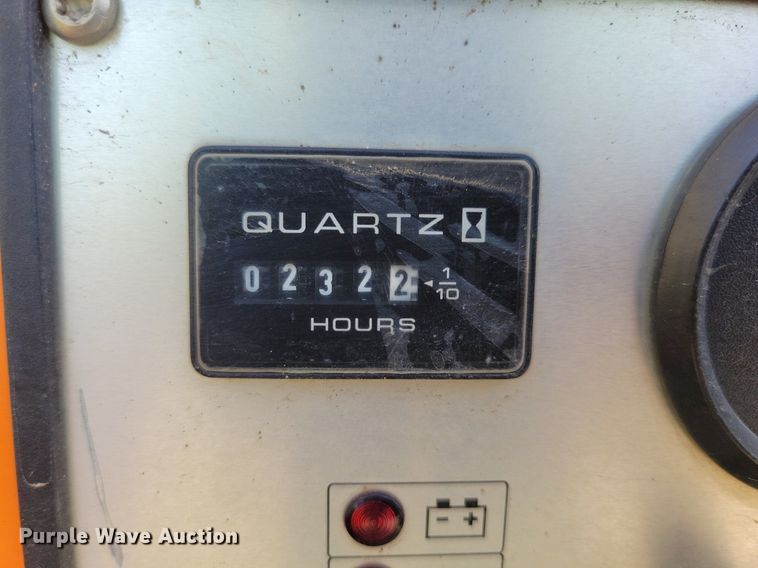 QUARTZ
02322 1/10
HOURS
- +
Purple Wave Auction